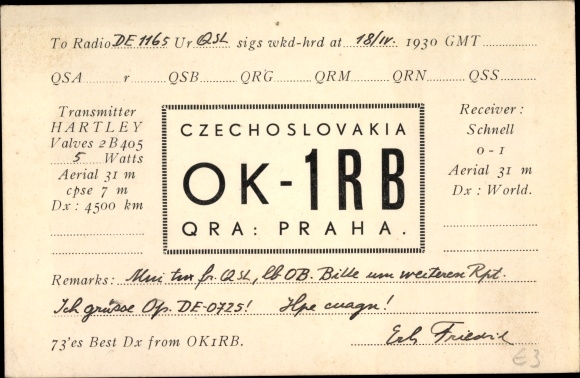 To Radio DE 1165 Ur QSL sigs wkd-hrd at 18/IV. 1930 GMT
QSA r QSB QRG QRM QRN QSS
Transmitter
HARTLEY
Valves 2 B 405
5 Watts
Aerial 31 m
cpse 7 m
Dx : 4500 km
CZECHOSLOVAKIA
OK-1RB
QRA: PRAHA.
Receiver :
Schnell
0 - 1
Aerial 31 m
Dx : World.
Remarks: Mni tnx fr. QSL, lb OB. Bitte um weiteren Rpt.
Ich grüsse Op. DE-0725! Hpe cuagn!
73'es Best Dx from OK1RB.
E3